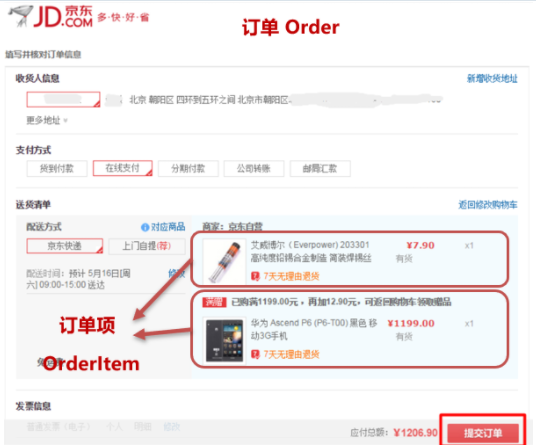 JD.COM 京东 多·快·好·省
订单 Order
填写并核对订单信息
收货人信息 新增收货地址
北京 朝阳区 四环到五环之间 北京市朝阳区
更多地址
支付方式
货到付款 在线支付 分期付款 公司转账 邮局汇款
送货清单 返回修改购物车
配送方式 对应商品 商家：京东自营
京东快递 上门自提(荐)
艾威博尔（Everpower) 203301 ¥7.90 x1
高纯度铅锡合金制造 简装焊锡丝 有货
7天无理由退货
配送时间：预计 5月16日[周
六] 09:00-15:00 送达
修改
满赠 已购满1199.00元，再加12.90元，可返回购物车领取赠品
华为 Ascend P6 (P6-T00) 黑色 移 ¥1199.00 x1
动3G手机 有货
7天无理由退货
订单项
OrderItem
发票信息
普通发票（电子） 个人 明细 修改
应付总额：¥1206.90 提交订单